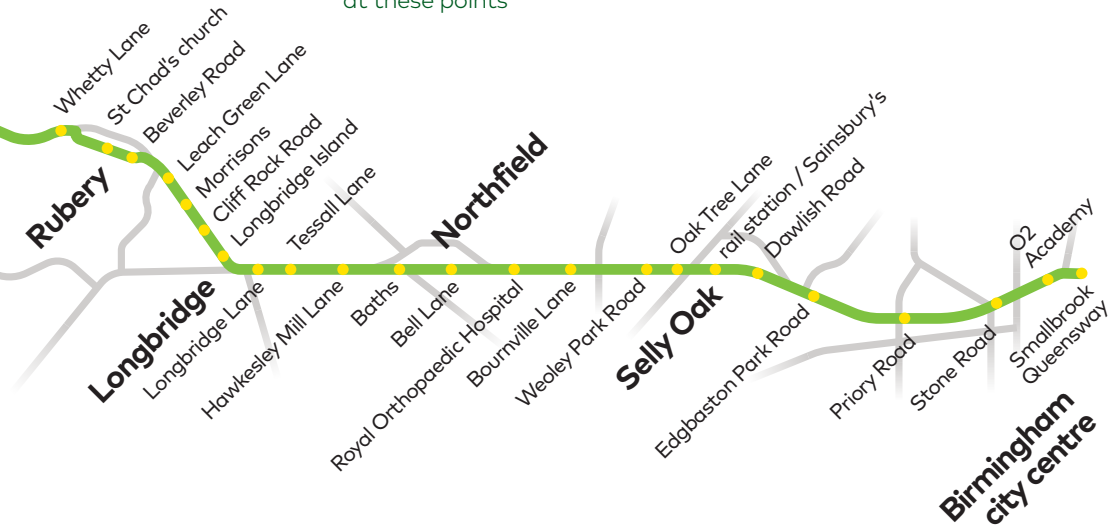 at these points
Whetty Lane
St Chad's church
Beverley Road
Leach Green Lane
Morrisons
Cliff Rock Road
Longbridge Island
Rubery
Tessall Lane
Northfield
Oak Tree Lane
rail station / Sainsbury's
Dawlish Road
O2
Academy
Longbridge
Longbridge Lane
Hawkesley Mill Lane
Baths
Bell Lane
Royal Orthopaedic Hospital
Bournville Lane
Weoley Park Road
Selly Oak
Edgbaston Park Road
Priory Road
Stone Road
Smallbrook
Queensway
Birmingham
city centre